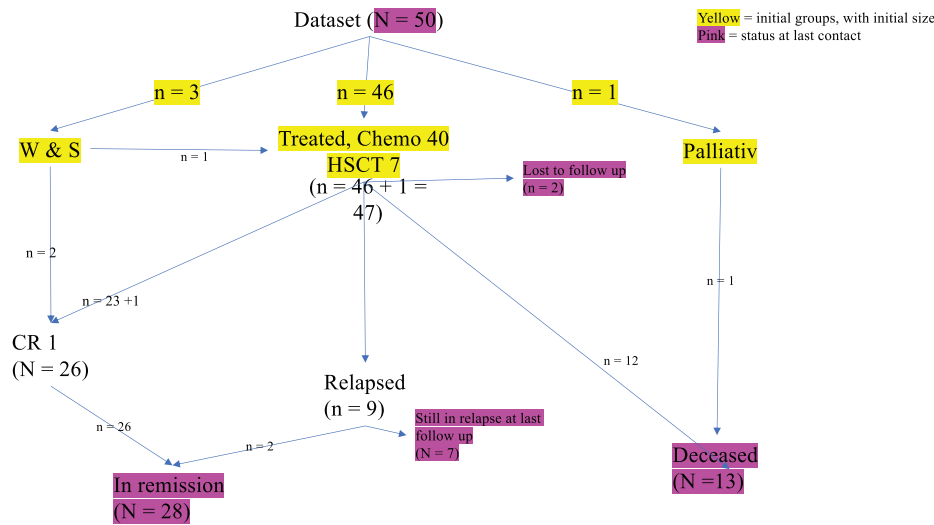 Dataset (N = 50)
Yellow = initial groups, with initial size
Pink = status at last contact
n = 3
n = 46
n = 1
W & S
n = 1
Treated, Chemo 40
HSCT 7
(n = 46 + 1 =
47)
Palliativ
Lost to follow up
(n = 2)
n = 2
n = 23 +1
n = 1
CR 1
(N = 26)
n = 12
Relapsed
(n = 9)
Still in relapse at last
follow up
(N = 7)
n = 26
n = 2
In remission
(N = 28)
Deceased
(N =13)